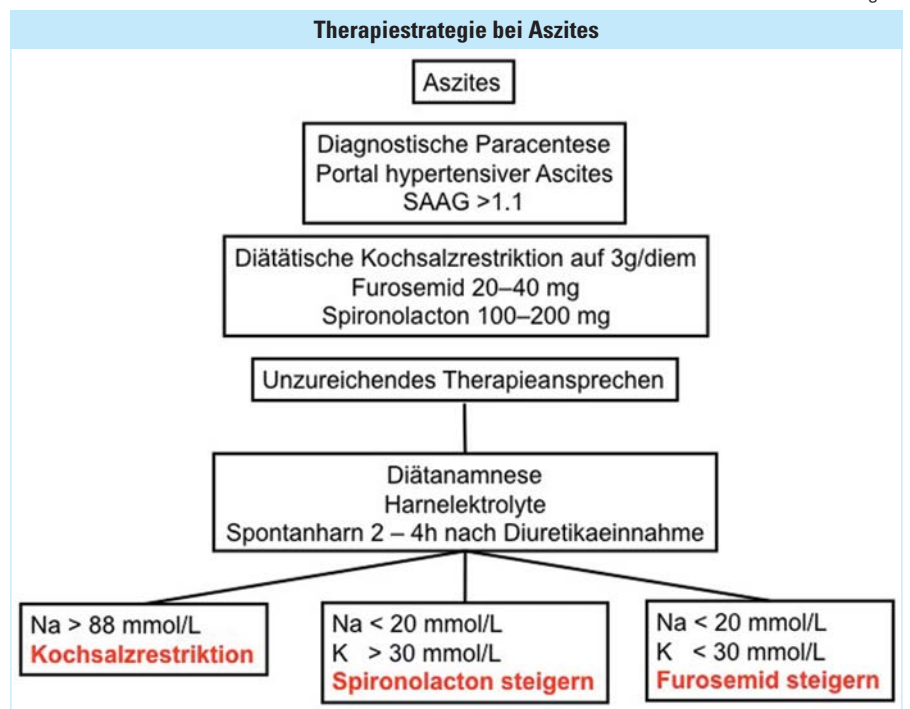 Therapiestrategie bei Aszites
Aszites
Diagnostische Paracentese
Portal hypertensiver Ascites
SAAG >1.1
Diätätische Kochsalzrestriktion auf 3g/diem
Furosemid 20–40 mg
Spironolacton 100–200 mg
Unzureichendes Therapieansprechen
Diätanamnese
Harnelektrolyte
Spontanharn 2 – 4h nach Diuretikaeinnahme
Na > 88 mmol/L
Kochsalzrestriktion
Na < 20 mmol/L
K > 30 mmol/L
Spironolacton steigern
Na < 20 mmol/L
K < 30 mmol/L
Furosemid steigern